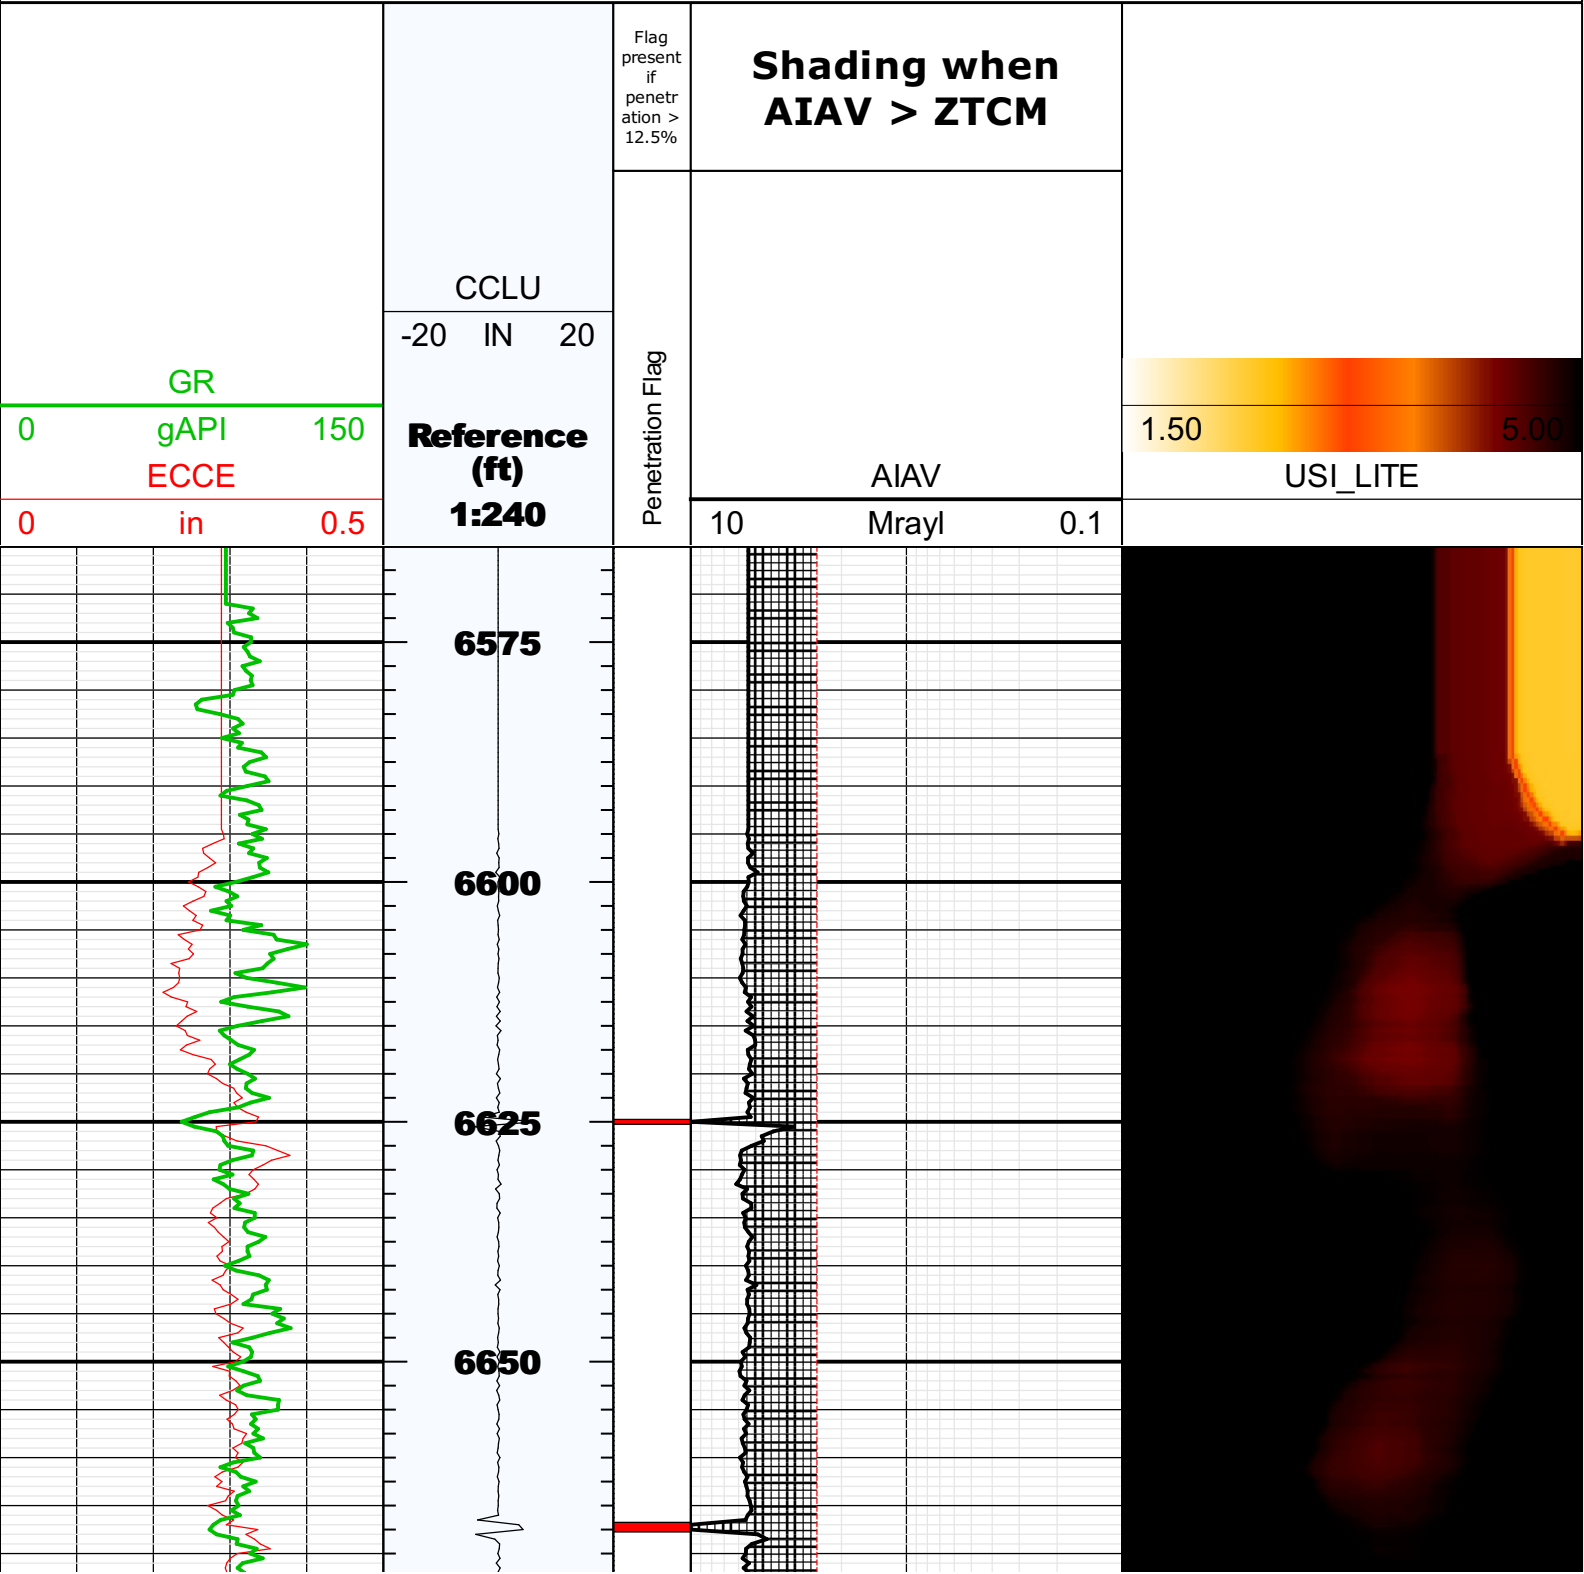 Flag
present
if
penetr
ation >
12.5%
Shading when
AIAV > ZTCM
CCLU
-20 IN 20
GR
0 gAPI 150
ECCE
0 in 0.5
Reference
(ft)
1:240
Penetration Flag
AIAV
10 Mrayl 0.1
1.50 5.00
USI_LITE
6575
6600
6625
6650